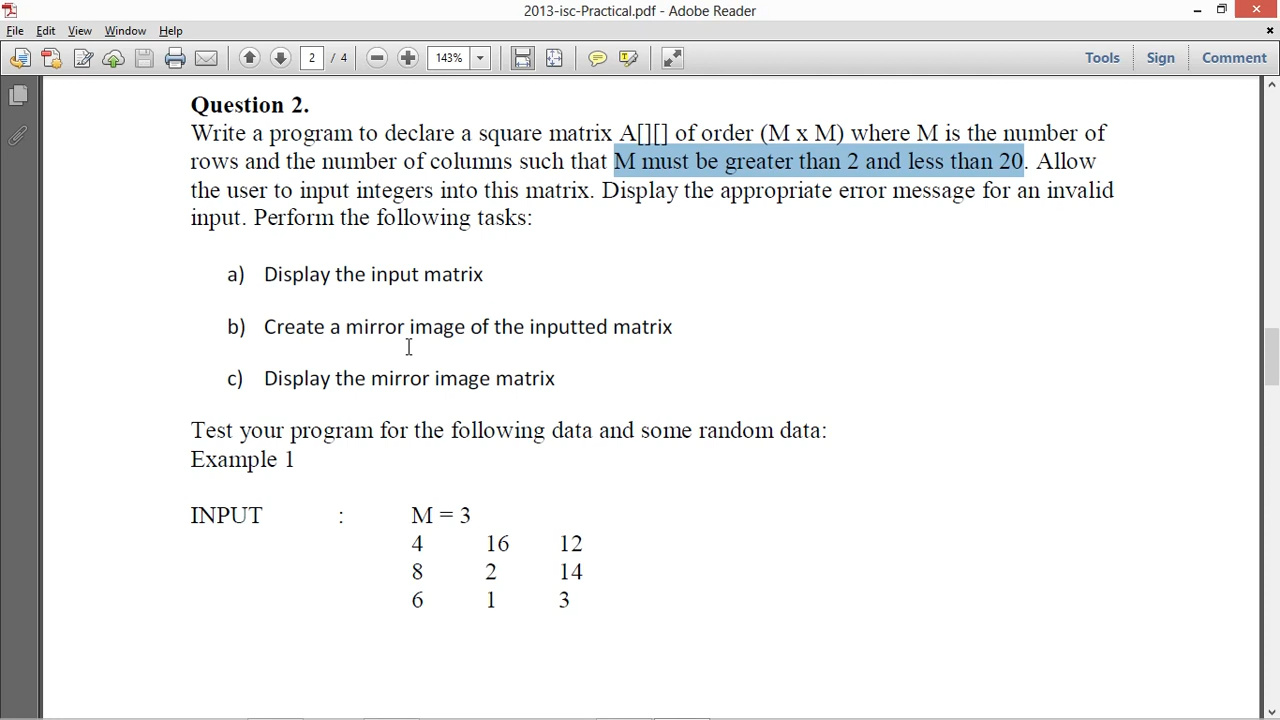 2013-isc-Practical.pdf - Adobe Reader
File Edit View Window Help
2 / 4 143% Tools Sign Comment
Question 2.
Write a program to declare a square matrix A[][] of order (M x M) where M is the number of
rows and the number of columns such that M must be greater than 2 and less than 20. Allow
the user to input integers into this matrix. Display the appropriate error message for an invalid
input. Perform the following tasks:
a) Display the input matrix
b) Create a mirror image of the inputted matrix
c) Display the mirror image matrix
Test your program for the following data and some random data:
Example 1
INPUT : M = 3
4 16 12
8 2 14
6 1 3